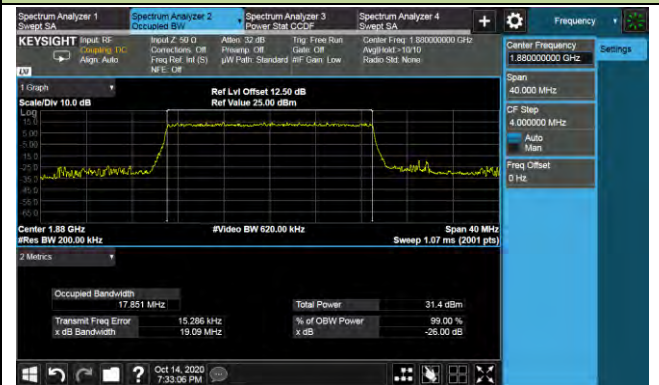 Spectrum Analyzer 1
Swept SA
Spectrum Analyzer 2
Occupied BW
Spectrum Analyzer 3
Power Stat CCDF
Spectrum Analyzer 4
Swept SA
+
Frequency
KEYSIGHT
Input: RF
Coupling: DC
Align: Auto
Input Z: 50 Ω
Corrections: Off
Freq Ref: Int (S)
NFE: Off
Atten: 32 dB
Preamp: Off
µW Path: Standard
Trig: Free Run
Gate: Off
#IF Gain: Low
Center Freq: 1.880000000 GHz
Avg|Hold:>10/10
Radio Std: None
LXI
Center Frequency
1.880000000 GHz
Settings
Span
40.000 MHz
CF Step
4.000000 MHz
Auto
Man
Freq Offset
0 Hz
1 Graph
Scale/Div 10.0 dB
Ref Lvl Offset 12.50 dB
Ref Value 25.00 dBm
Log
15.0
5.00
-5.00
-15.0
-25.0
-35.0
-45.0
-55.0
-65.0
Center 1.88 GHz
#Res BW 200.00 kHz
#Video BW 620.00 kHz
Span 40 MHz
Sweep 1.07 ms (2001 pts)
2 Metrics
Occupied Bandwidth
17.851 MHz
Total Power 31.4 dBm
Transmit Freq Error 15.286 kHz
% of OBW Power 99.00 %
x dB Bandwidth 19.09 MHz
x dB -26.00 dB
?
Oct 14, 2020
7:33:06 PM